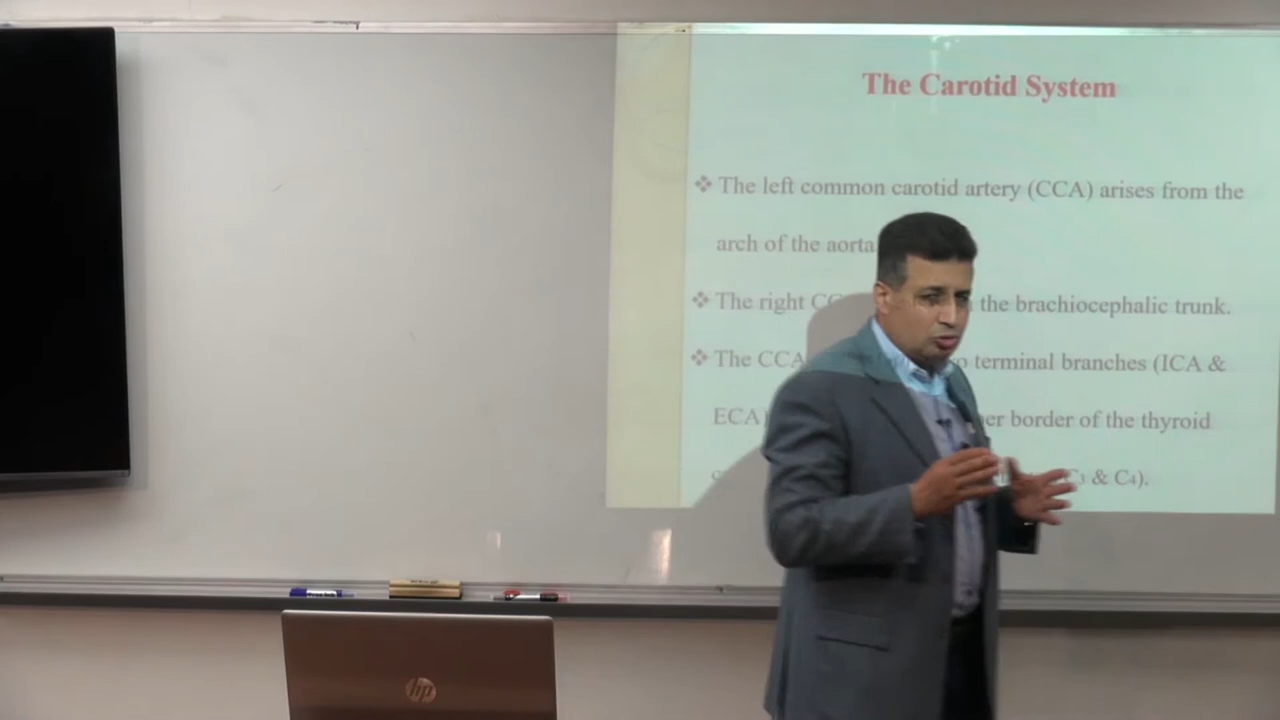 The Carotid System
❖ The left common carotid artery (CCA) arises from the
arch of the aorta
❖ The right the brachiocephalic trunk.
❖ The CCA terminal branches (ICA &
ECA) border of the thyroid
& C4).
hp